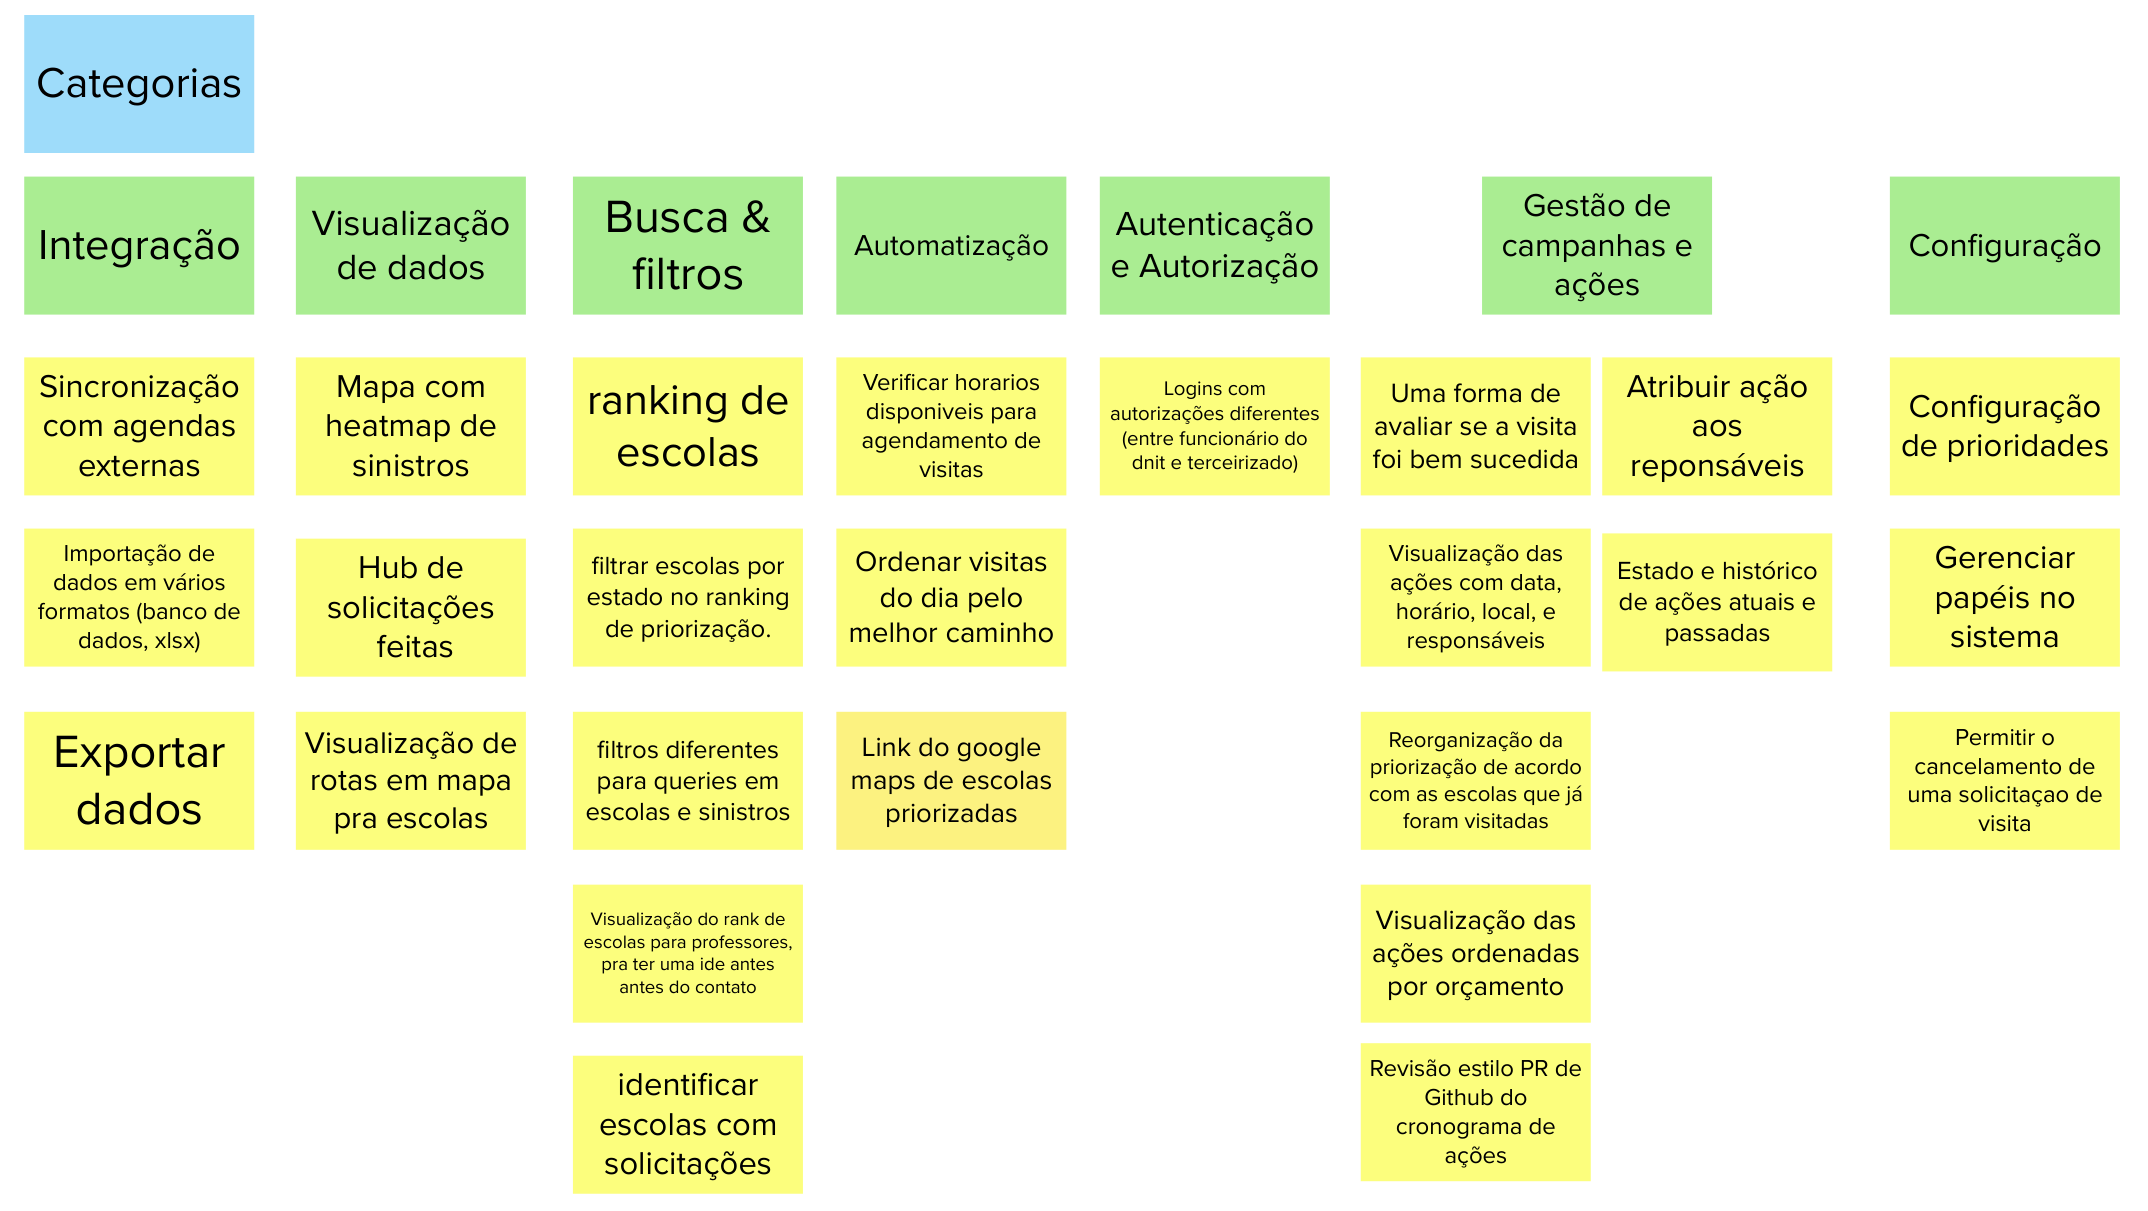 Categorias
Integração
Visualização
de dados
Busca &
filtros
Automatização
Autenticação
e Autorização
Gestão de
campanhas e
ações
Configuração
Sincronização
com agendas
externas
Importação de
dados em vários
formatos (banco de
dados, xlsx)
Exportar
dados
Mapa com
heatmap de
sinistros
Hub de
solicitações
feitas
Visualização de
rotas em mapa
pra escolas
ranking de
escolas
filtrar escolas por
estado no ranking
de priorização.
filtros diferentes
para queries em
escolas e sinistros
Visualização do rank de
escolas para professores,
pra ter uma ide antes
antes do contato
identificar
escolas com
solicitações
Verificar horarios
disponiveis para
agendamento de
visitas
Ordenar visitas
do dia pelo
melhor caminho
Link do google
maps de escolas
priorizadas
Logins com
autorizações diferentes
(entre funcionário do
dnit e terceirizado)
Uma forma de
avaliar se a visita
foi bem sucedida
Visualização das
ações com data,
horário, local, e
responsáveis
Reorganização da
priorização de acordo
com as escolas que já
foram visitadas
Visualização das
ações ordenadas
por orçamento
Revisão estilo PR de
Github do
cronograma de
ações
Atribuir ação
aos
reponsáveis
Estado e histórico
de ações atuais e
passadas
Configuração
de prioridades
Gerenciar
papéis no
sistema
Permitir o
cancelamento de
uma solicitaçao de
visita